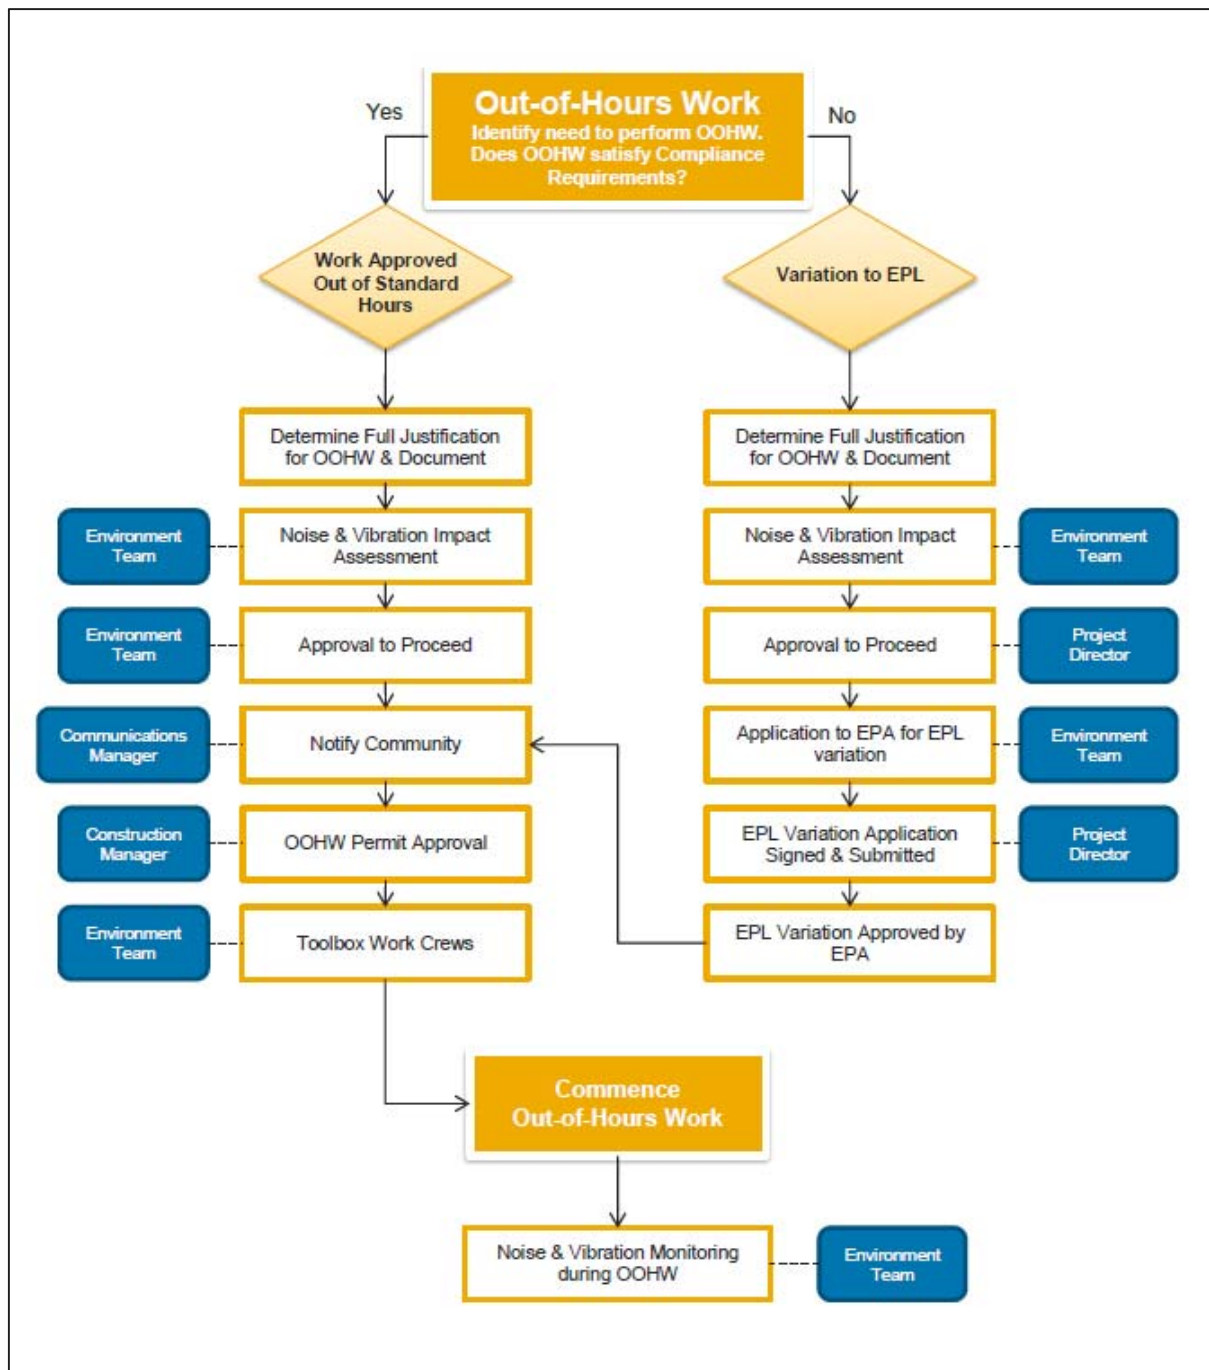 Out-of-Hours Work
Identify need to perform OOHW.
Does OOHW satisfy Compliance
Requirements?
Yes
No
Work Approved
Out of Standard
Hours
Variation to EPL
Determine Full Justification
for OOHW & Document
Determine Full Justification
for OOHW & Document
Environment
Team
Noise & Vibration Impact
Assessment
Noise & Vibration Impact
Assessment
Environment
Team
Environment
Team
Approval to Proceed
Approval to Proceed
Project
Director
Communications
Manager
Notify Community
Application to EPA for EPL
variation
Environment
Team
Construction
Manager
OOHW Permit Approval
EPL Variation Application
Signed & Submitted
Project
Director
Environment
Team
Toolbox Work Crews
EPL Variation Approved by
EPA
Commence
Out-of-Hours Work
Noise & Vibration Monitoring
during OOHW
Environment
Team